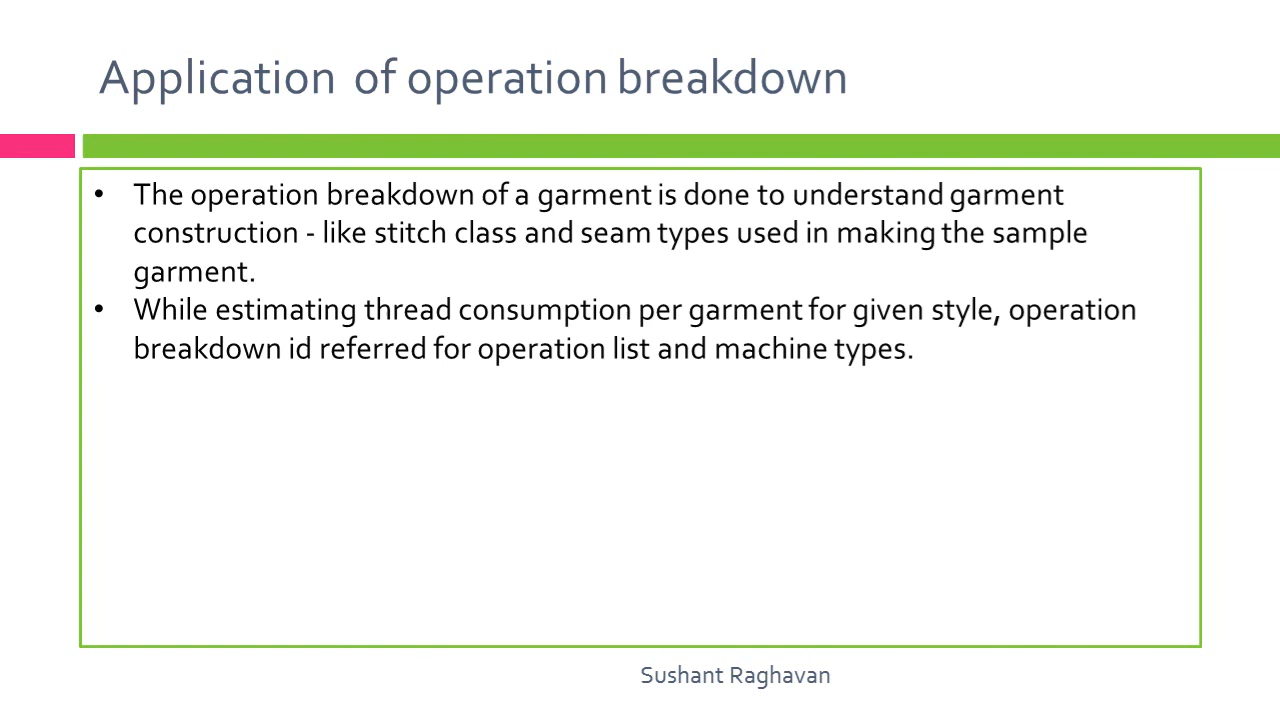 Application of operation breakdown
• The operation breakdown of a garment is done to understand garment
construction - like stitch class and seam types used in making the sample
garment.
• While estimating thread consumption per garment for given style, operation
breakdown id referred for operation list and machine types.
Sushant Raghavan